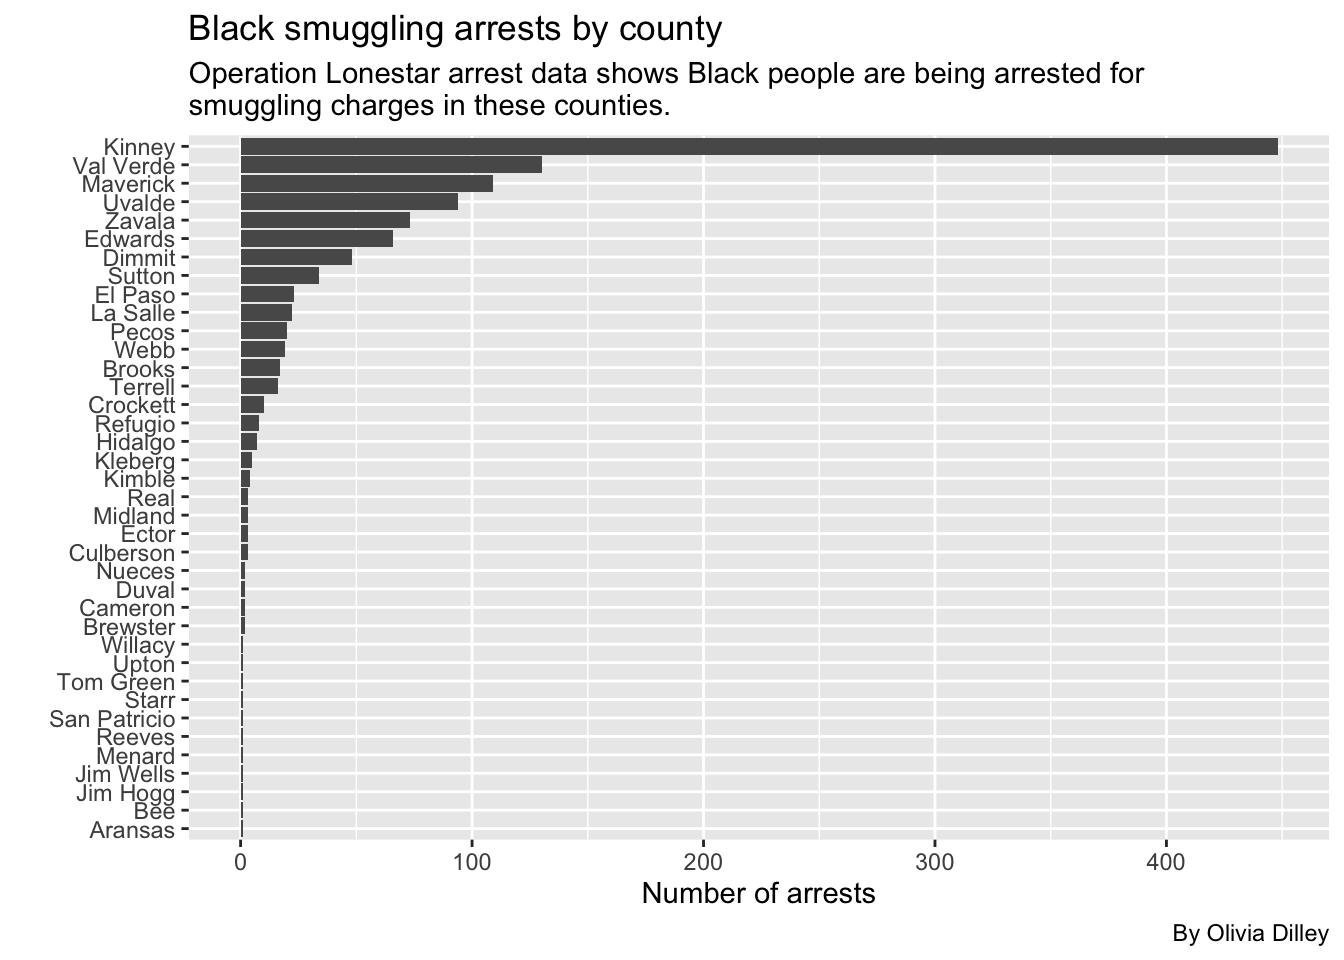 Black smuggling arrests by county
Operation Lonestar arrest data shows Black people are being arrested for
smuggling charges in these counties.
Kinney
Val Verde
Maverick
Uvalde
Zavala
Edwards
Dimmit
Sutton
El Paso
La Salle
Pecos
Webb
Brooks
Terrell
Crockett
Refugio
Hidalgo
Kleberg
Kimble
Real
Midland
Ector
Culberson
Nueces
Duval
Cameron
Brewster
Willacy
Upton
Tom Green
Starr
San Patricio
Reeves
Menard
Jim Wells
Jim Hogg
Bee
Aransas
0 100 200 300 400
Number of arrests
By Olivia Dilley